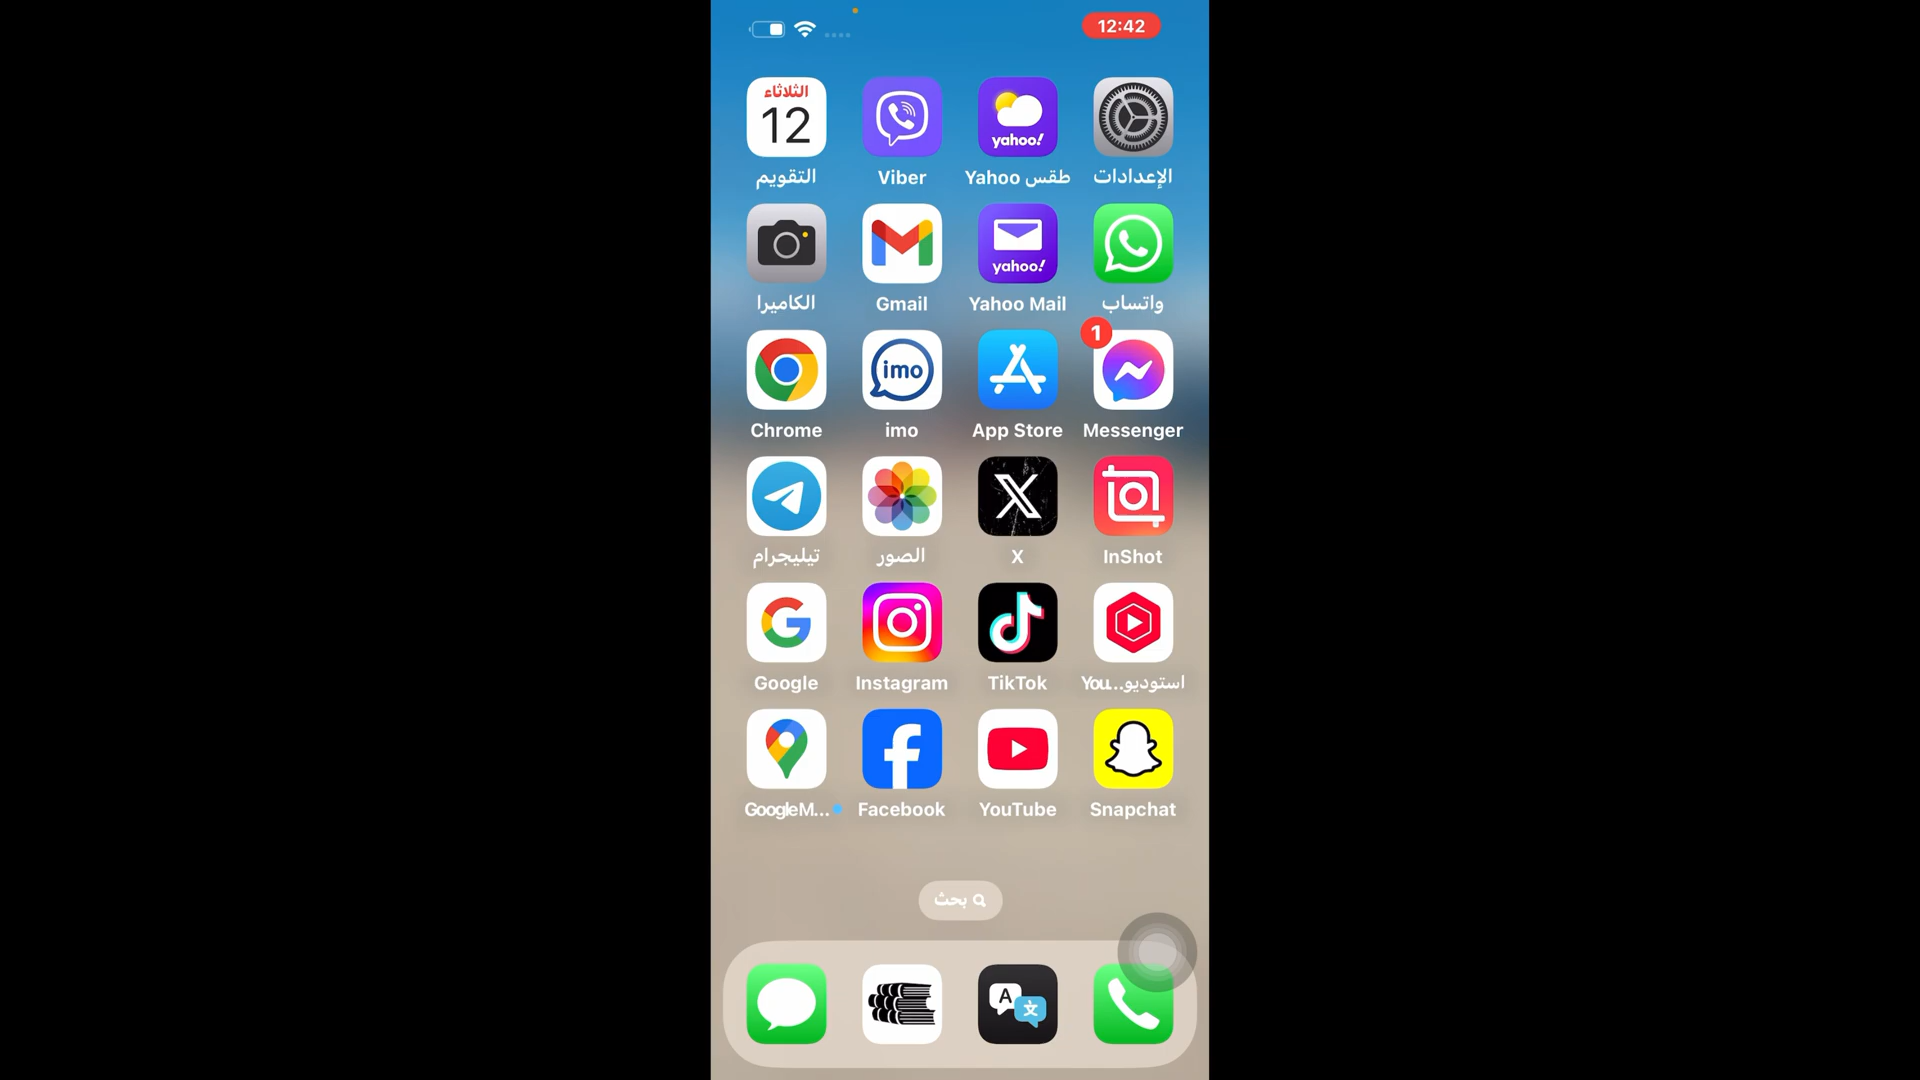 12:42
الثلاثاء
12
yahoo!
التقويم
Viber
طقس Yahoo
الإعدادات
yahoo!
الكاميرا
Gmail
Yahoo Mail
واتساب
1
imo
Chrome
imo
App Store
Messenger
تيليجرام
الصور
X
InShot
Google
Instagram
TikTok
استوديو...You
Google M...
Facebook
YouTube
Snapchat
بحث
A
文